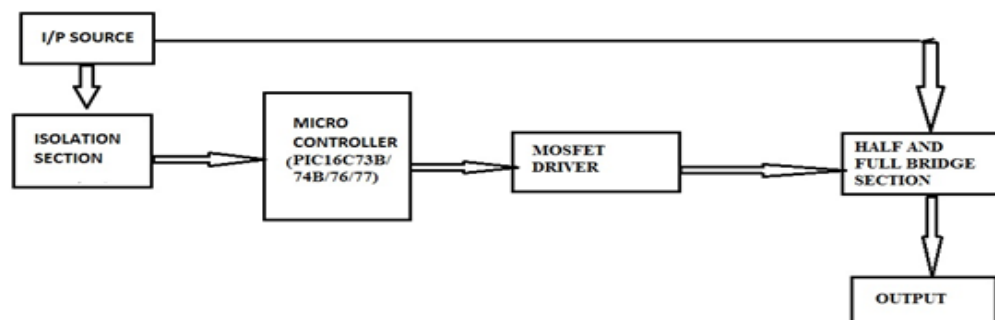 I/P SOURCE
ISOLATION
SECTION
MICRO
CONTROLLER
(PIC16C73B/
74B/76/77)
MOSFET
DRIVER
HALF AND
FULL BRIDGE
SECTION
OUTPUT